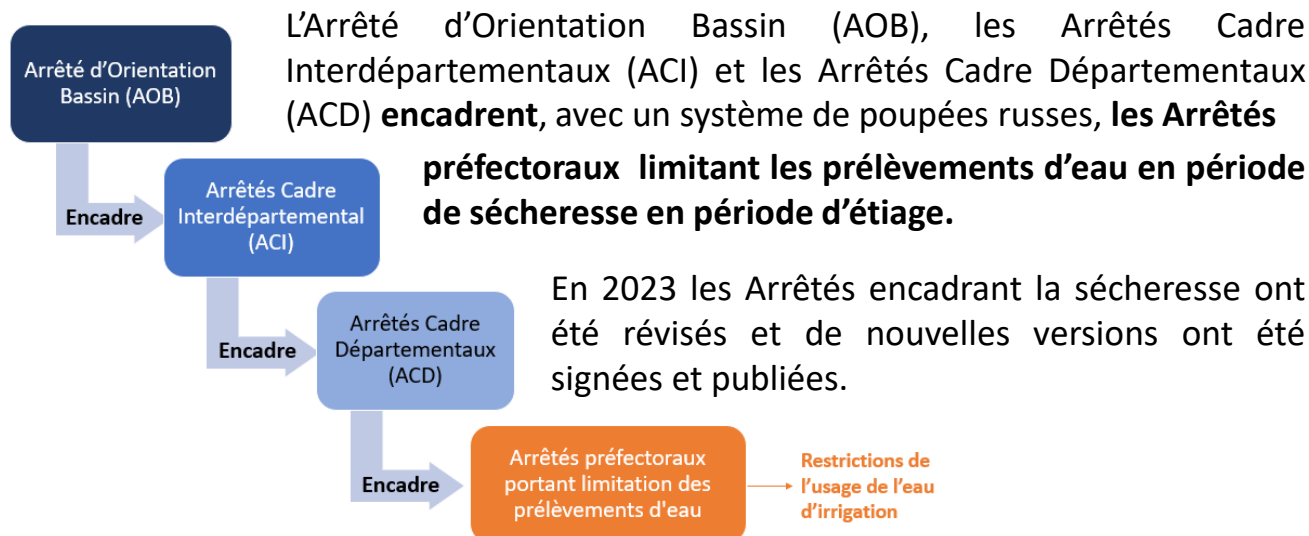 L’Arrêté d’Orientation Bassin (AOB), les Arrêtés Cadre
Interdépartementaux (ACI) et les Arrêtés Cadre Départementaux
(ACD) encadrent, avec un système de poupées russes, les Arrêtés
préfectoraux limitant les prélèvements d’eau en période
de sécheresse en période d’étiage.
En 2023 les Arrêtés encadrant la sécheresse ont
été révisés et de nouvelles versions ont été
signées et publiées.
Arrêté d’Orientation
Bassin (AOB)
Encadre
Arrêtés Cadre
Interdépartemental
(ACI)
Encadre
Arrêtés Cadre
Départementaux
(ACD)
Encadre
Arrêtés préfectoraux
portant limitation des
prélèvements d'eau
Restrictions de
l’usage de l’eau
d’irrigation